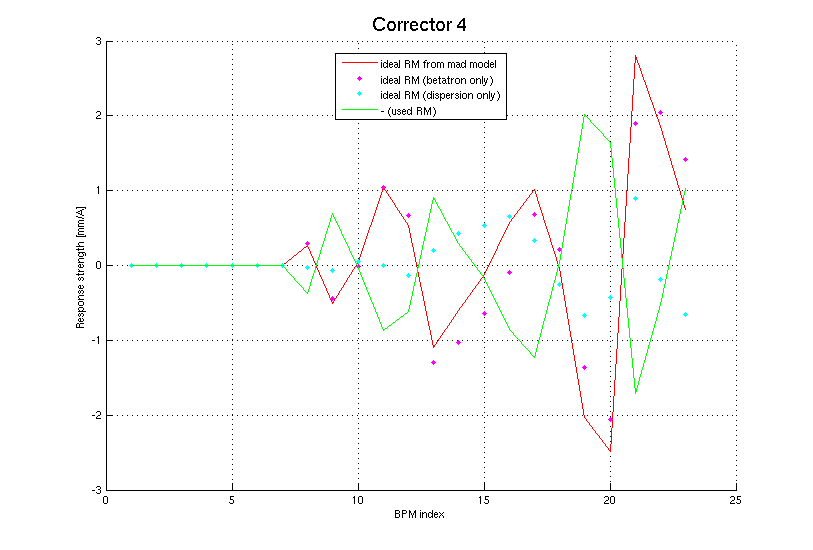 Corrector 4
ideal RM from mad model
ideal RM (betatron only)
ideal RM (dispersion only)
- (used RM)
Response strength [mm/A]
3
2
1
0
-1
-2
-3
0 5 10 15 20 25
BPM index